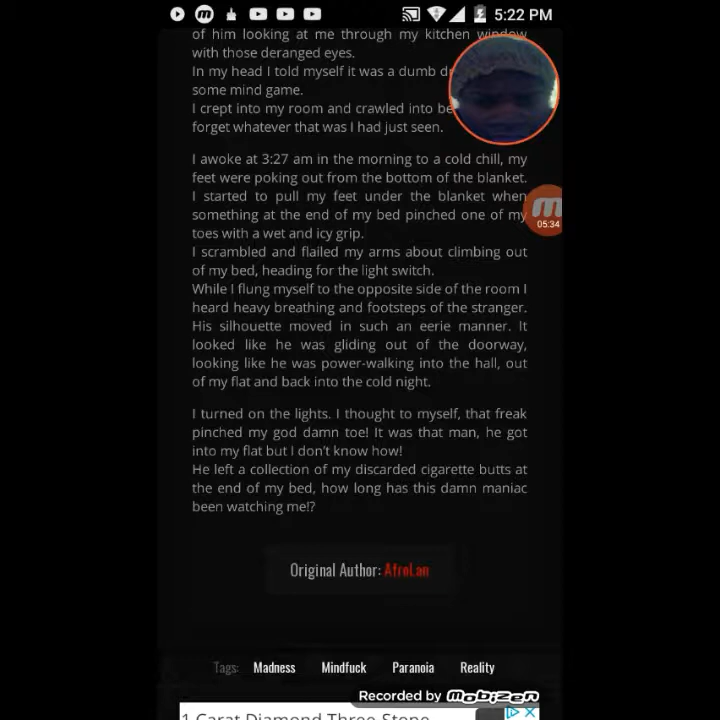 5:22 PM
of him looking at me through my kitchen window
with those deranged eyes.
In my head I told myself it was a dumb
some mind game.
I crept into my room and crawled into
forget whatever that was I had just seen.
I awoke at 3:27 am in the morning to a cold chill, my
feet were poking out from the bottom of the blanket.
I started to pull my feet under the blanket when
something at the end of my bed pinched one of my
toes with a wet and icy grip.
05:34
I scrambled and flailed my arms about climbing out
of my bed, heading for the light switch.
While I flung myself to the opposite side of the room I
heard heavy breathing and footsteps of the stranger.
His silhouette moved in such an eerie manner. It
looked like he was gliding out of the doorway,
looking like he was power-walking into the hall, out
of my flat and back into the cold night.
I turned on the lights. I thought to myself, that freak
pinched my god damn toe! It was that man, he got
into my flat but I don't know how!
He left a collection of my discarded cigarette butts at
the end of my bed, how long has this damn maniac
been watching me!?
Original Author: AfroLan
Tags: Madness Mindfuck Paranoia Reality
Recorded by mobizen
1 Carat Diamond Three-Stone